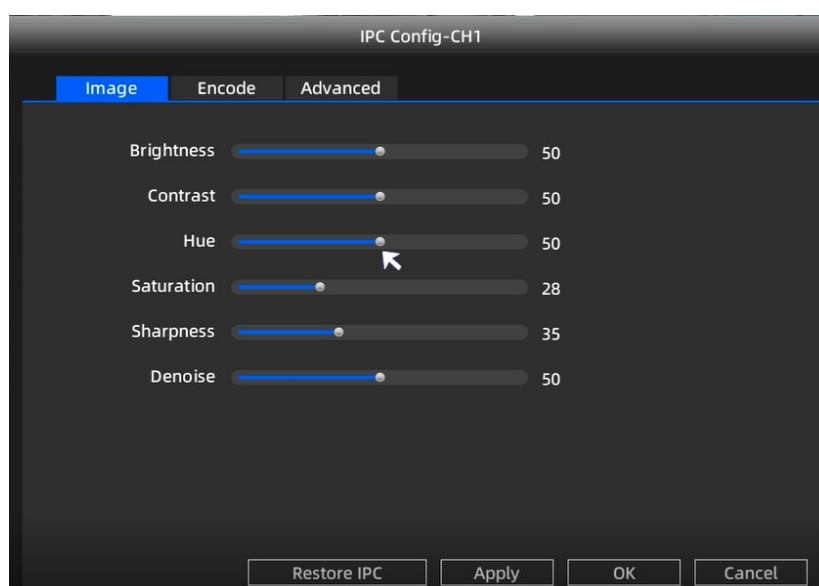 IPC Config-CH1
Image Encode Advanced
Brightness 50
Contrast 50
Hue 50
Saturation 28
Sharpness 35
Denoise 50
Restore IPC Apply OK Cancel